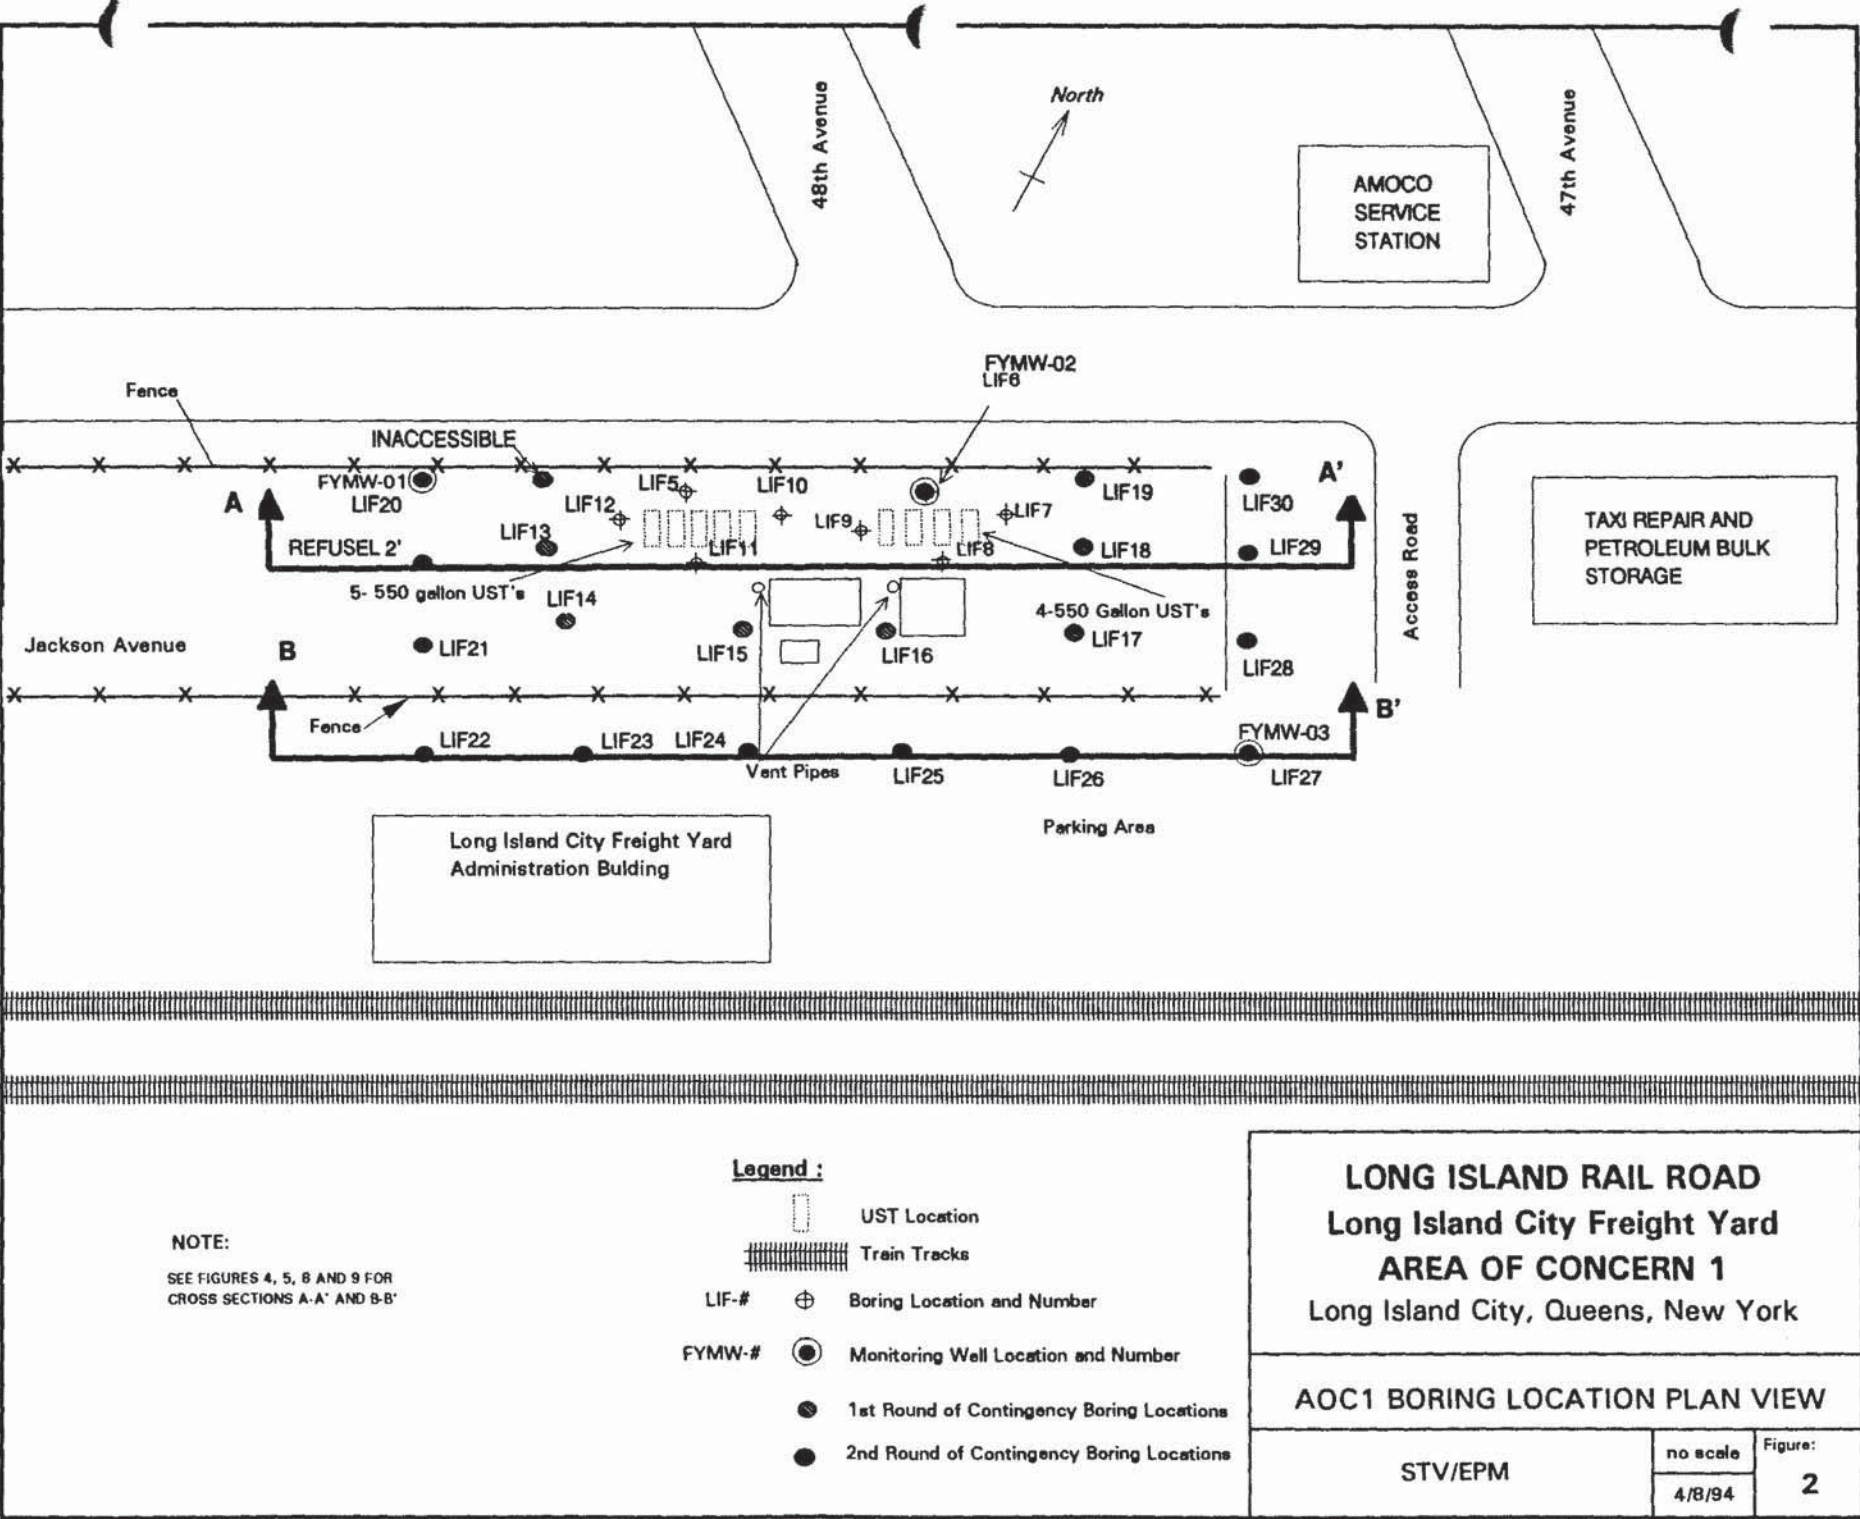 North
48th Avenue
47th Avenue
AMOCO
SERVICE
STATION
FYMW-02
LIF6
Fence
INACCESSIBLE
FYMW-01
LIF20
LIF12
LIF5
LIF10
LIF9
LIF7
LIF19
LIF30
A
A'
LIF13
REFUSEL 2'
LIF11
LIF8
LIF18
LIF29
5- 550 gallon UST's
LIF14
4-550 Gallon UST's
Access Road
TAXI REPAIR AND
PETROLEUM BULK
STORAGE
Jackson Avenue
B
LIF21
LIF15
LIF16
LIF17
LIF28
B'
Fence
LIF22
LIF23
LIF24
FYMW-03
Vent Pipes
LIF25
LIF26
LIF27
Parking Area
Long Island City Freight Yard
Administration Bulding
NOTE:
SEE FIGURES 4, 5, 8 AND 9 FOR
CROSS SECTIONS A-A' AND B-B'
Legend :
UST Location
Train Tracks
LIF-# Boring Location and Number
FYMW-# Monitoring Well Location and Number
1st Round of Contingency Boring Locations
2nd Round of Contingency Boring Locations
LONG ISLAND RAIL ROAD
Long Island City Freight Yard
AREA OF CONCERN 1
Long Island City, Queens, New York
AOC1 BORING LOCATION PLAN VIEW
STV/EPM
no scale
4/8/94
Figure:
2